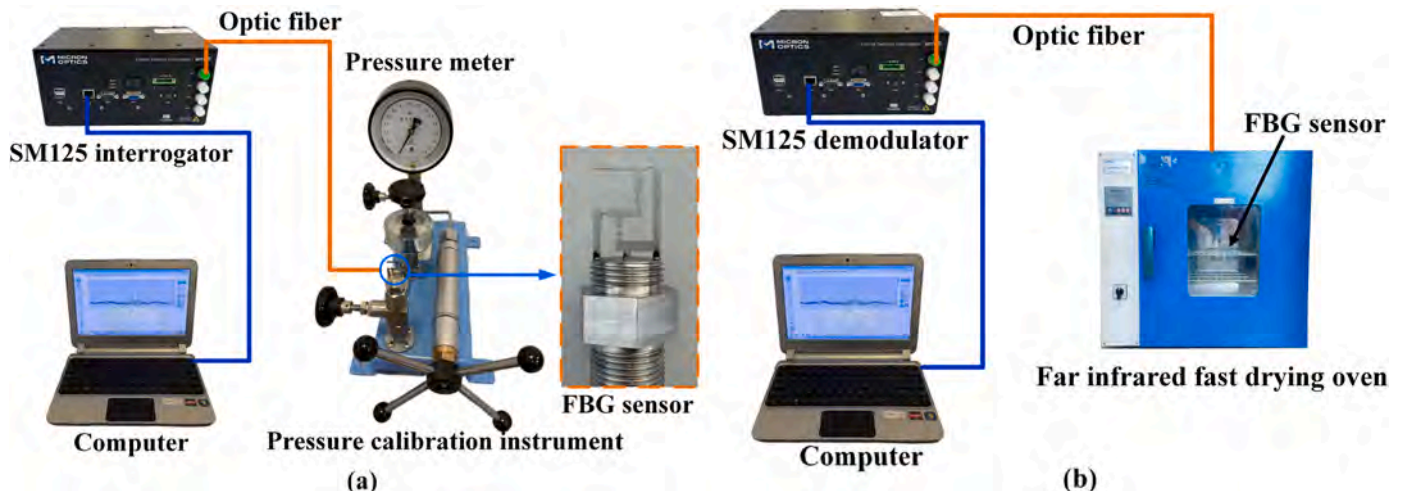 Optic fiber
MICRON
OPTICS
Pressure meter
SM125 interrogator
Computer
Pressure calibration instrument
FBG sensor
(a)
MICRON
OPTICS
Optic fiber
FBG sensor
SM125 demodulator
Far infrared fast drying oven
Computer
(b)